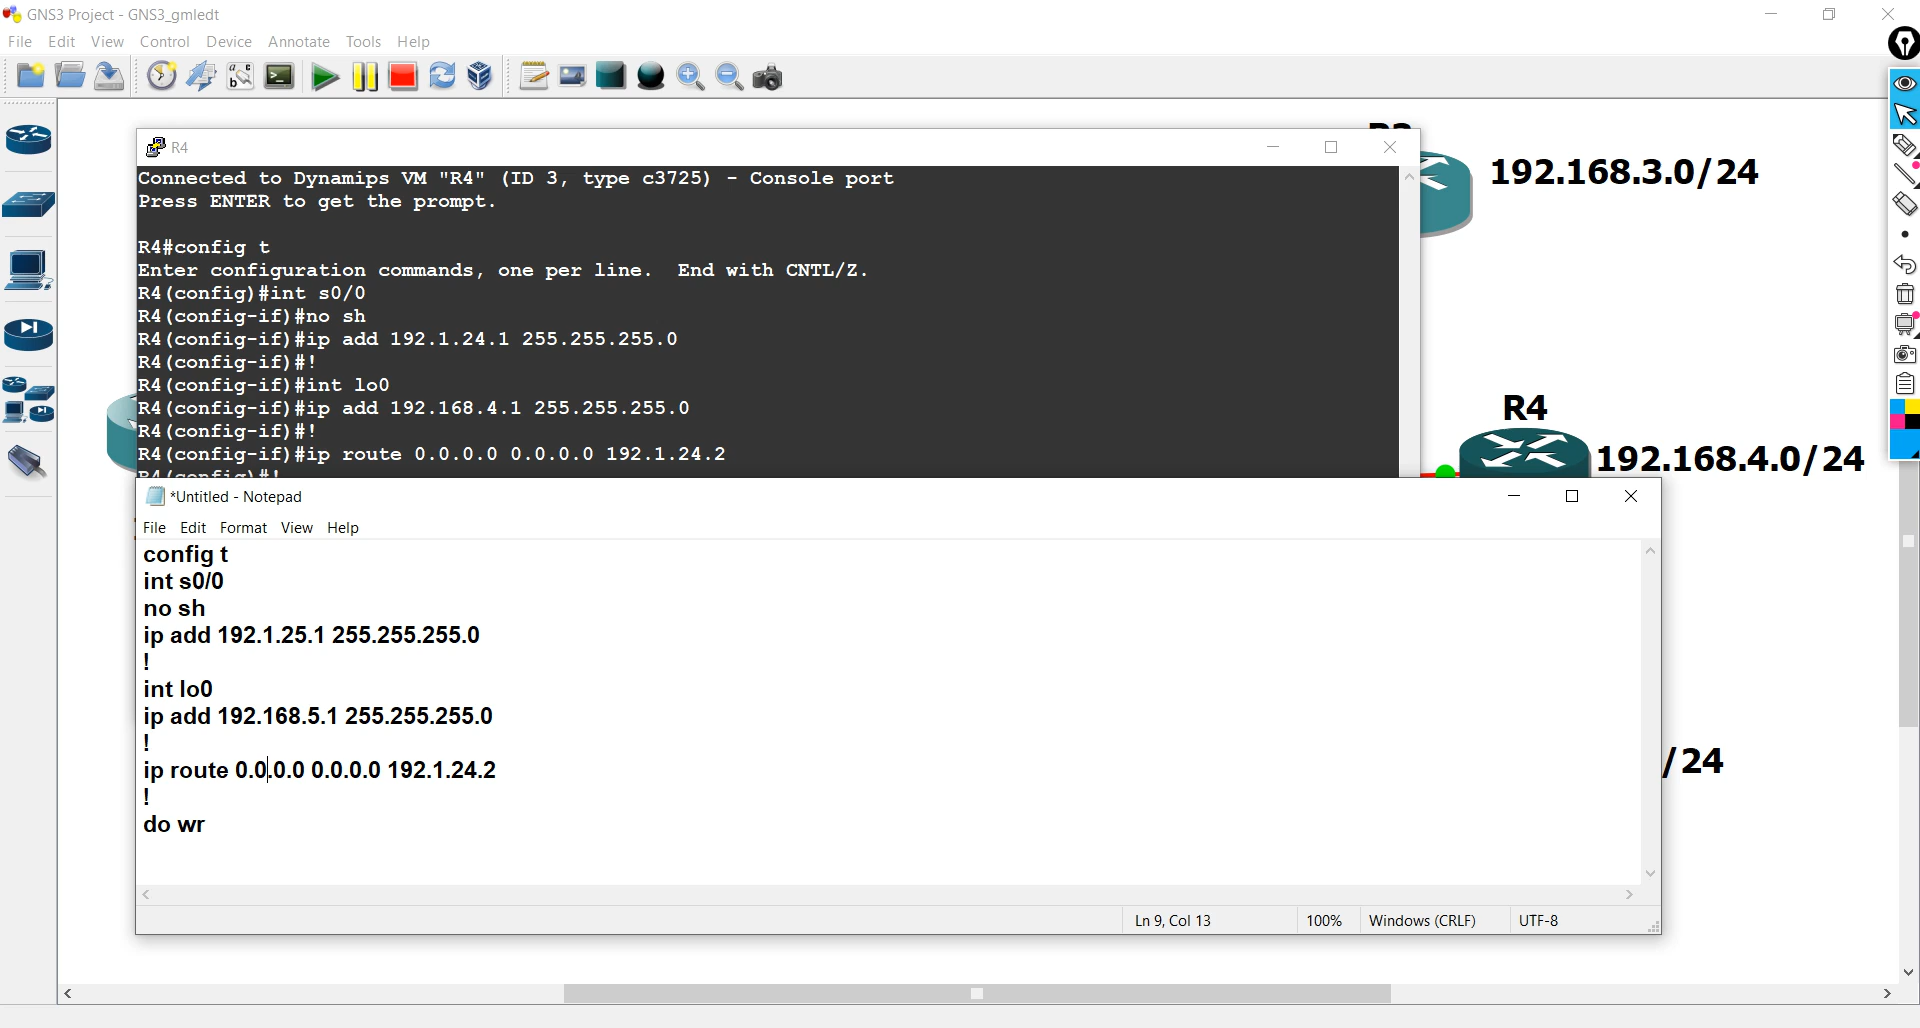 GNS3 Project - GNS3_gmledt
File Edit View Control Device Annotate Tools Help
R4
Connected to Dynamips VM "R4" (ID 3, type c3725) - Console port
Press ENTER to get the prompt.
R4#config t
Enter configuration commands, one per line.  End with CNTL/Z.
R4(config)#int s0/0
R4(config-if)#no sh
R4(config-if)#ip add 192.1.24.1 255.255.255.0
R4(config-if)#!
R4(config-if)#int lo0
R4(config-if)#ip add 192.168.4.1 255.255.255.0
R4(config-if)#!
R4(config-if)#ip route 0.0.0.0 0.0.0.0 192.1.24.2
R4(config)#!
192.168.3.0/24
R4
192.168.4.0/24
*Untitled - Notepad
File Edit Format View Help
config t
int s0/0
no sh
ip add 192.1.25.1 255.255.255.0
!
int lo0
ip add 192.168.5.1 255.255.255.0
!
ip route 0.0.0.0 0.0.0.0 192.1.24.2
!
do wr
/24
Ln 9, Col 13 100% Windows (CRLF) UTF-8